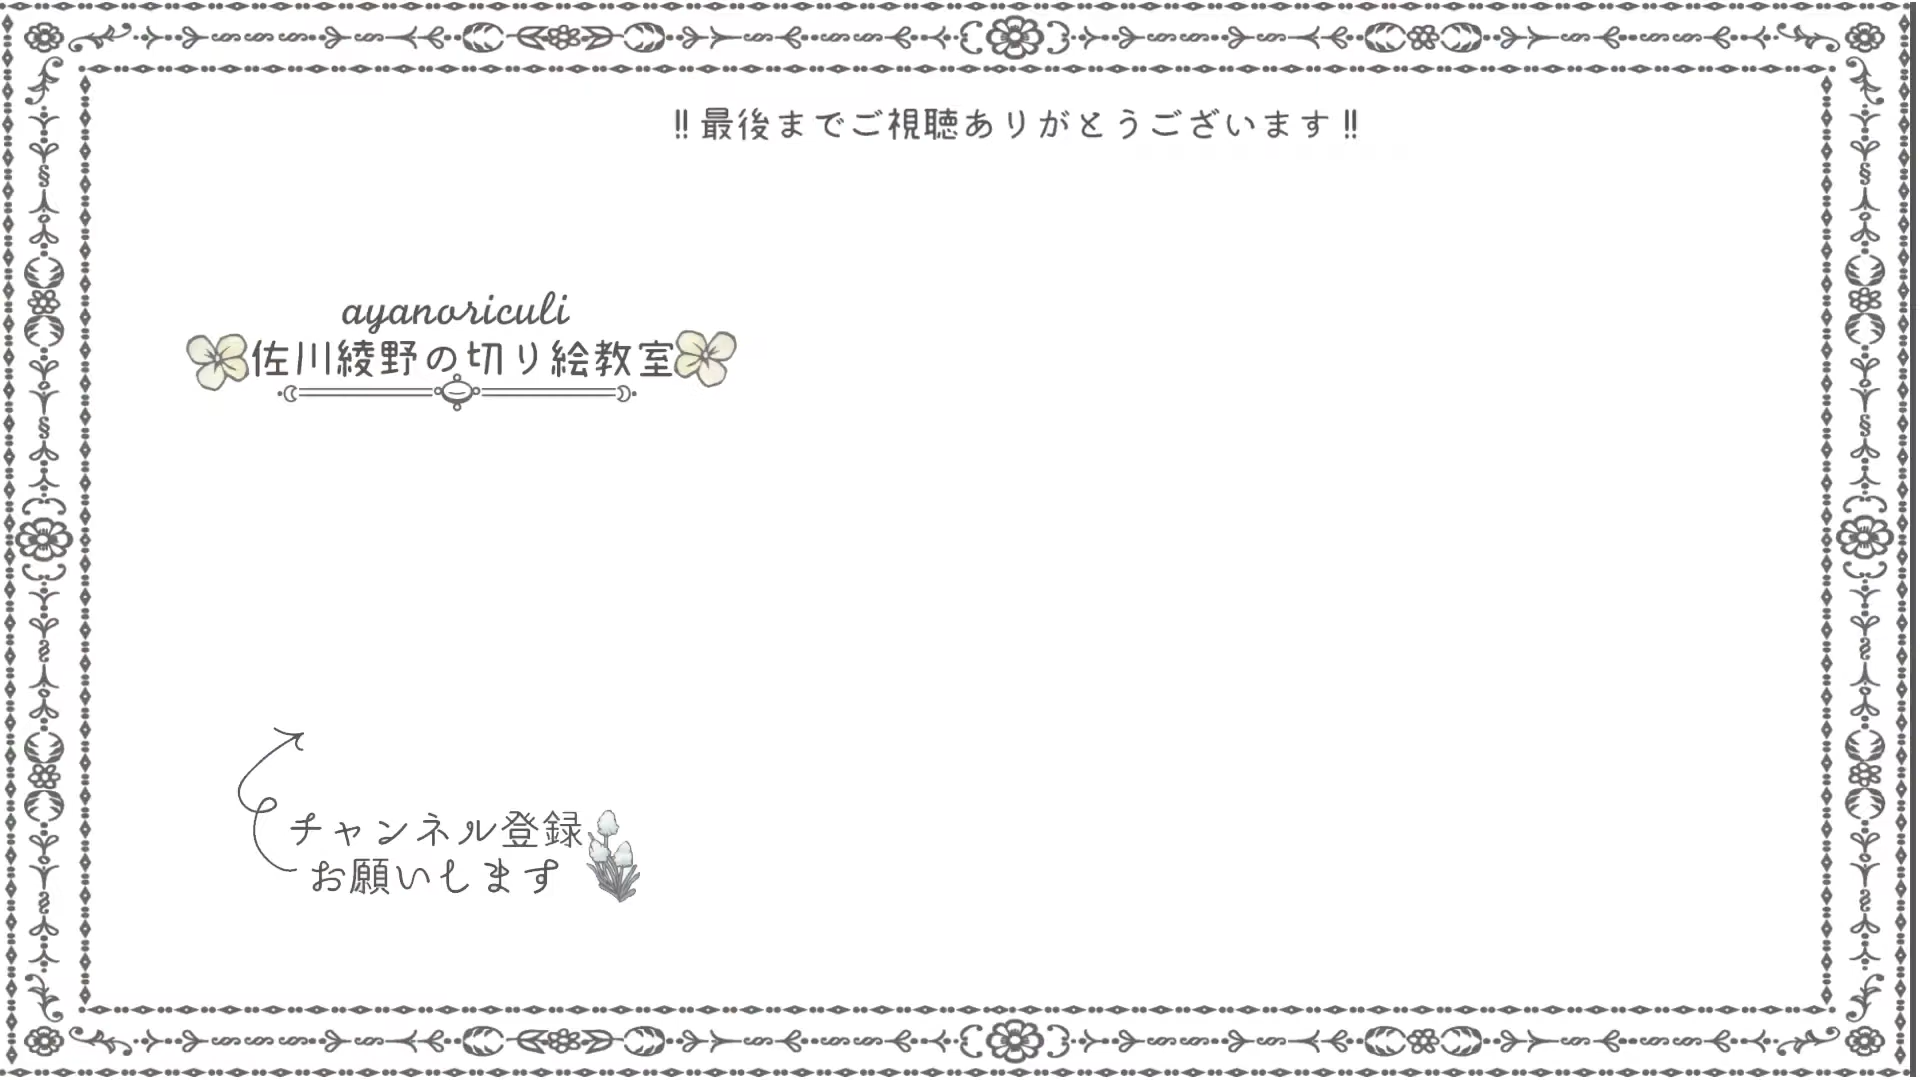 ‼最後までご視聴ありがとうございます‼
ayanoriculi
佐川綾野の切り絵教室
チャンネル登録
お願いします